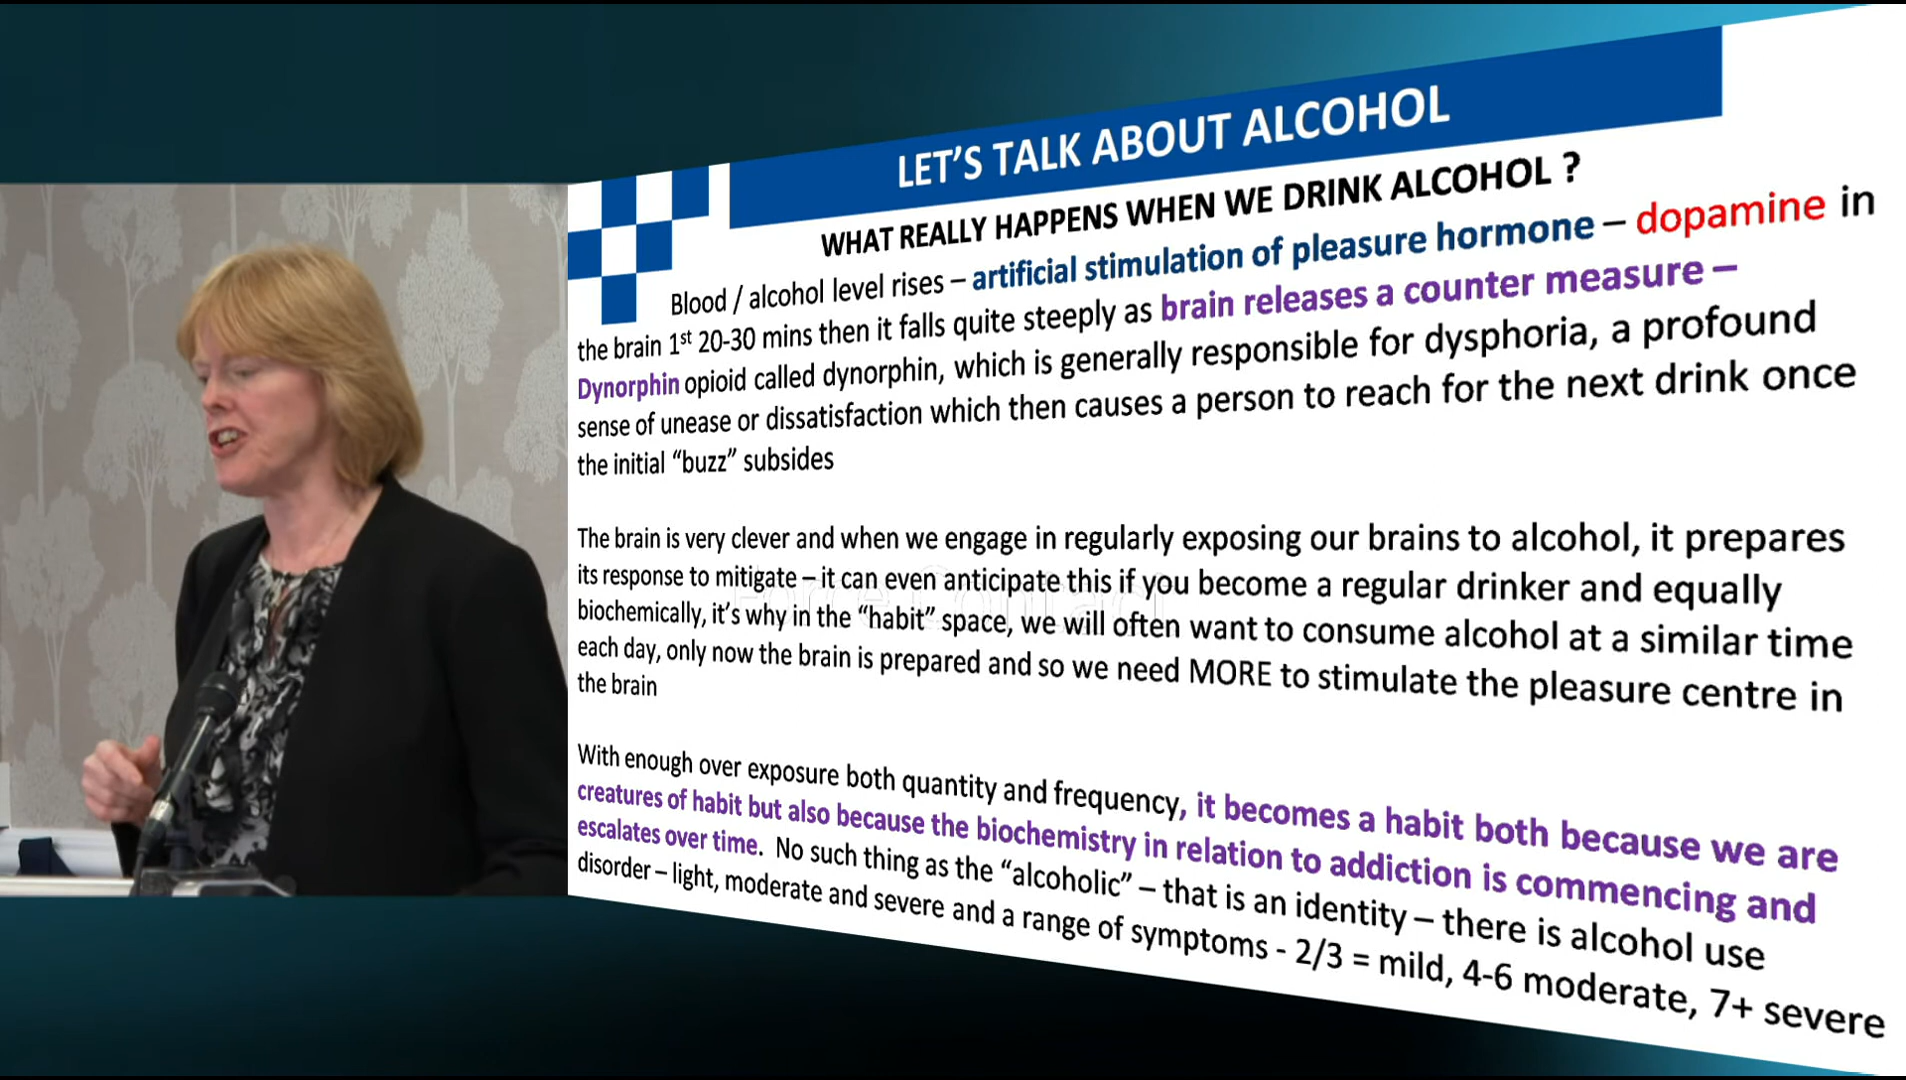 LET'S TALK ABOUT ALCOHOL
WHAT REALLY HAPPENS WHEN WE DRINK ALCOHOL ?
Blood / alcohol level rises – artificial stimulation of pleasure hormone – dopamine in
the brain 1st 20-30 mins then it falls quite steeply as brain releases a counter measure –
Dynorphin opioid called dynorphin, which is generally responsible for dysphoria, a profound
sense of unease or dissatisfaction which then causes a person to reach for the next drink once
the initial “buzz” subsides
The brain is very clever and when we engage in regularly exposing our brains to alcohol, it prepares
its response to mitigate – it can even anticipate this if you become a regular drinker and equally
biochemically, it's why in the “habit” space, we will often want to consume alcohol at a similar time
each day, only now the brain is prepared and so we need MORE to stimulate the pleasure centre in
the brain
With enough over exposure both quantity and frequency, it becomes a habit both because we are
creatures of habit but also because the biochemistry in relation to addiction is commencing and
escalates over time. No such thing as the “alcoholic” – that is an identity – there is alcohol use
disorder – light, moderate and severe and a range of symptoms - 2/3 = mild, 4-6 moderate, 7+ severe